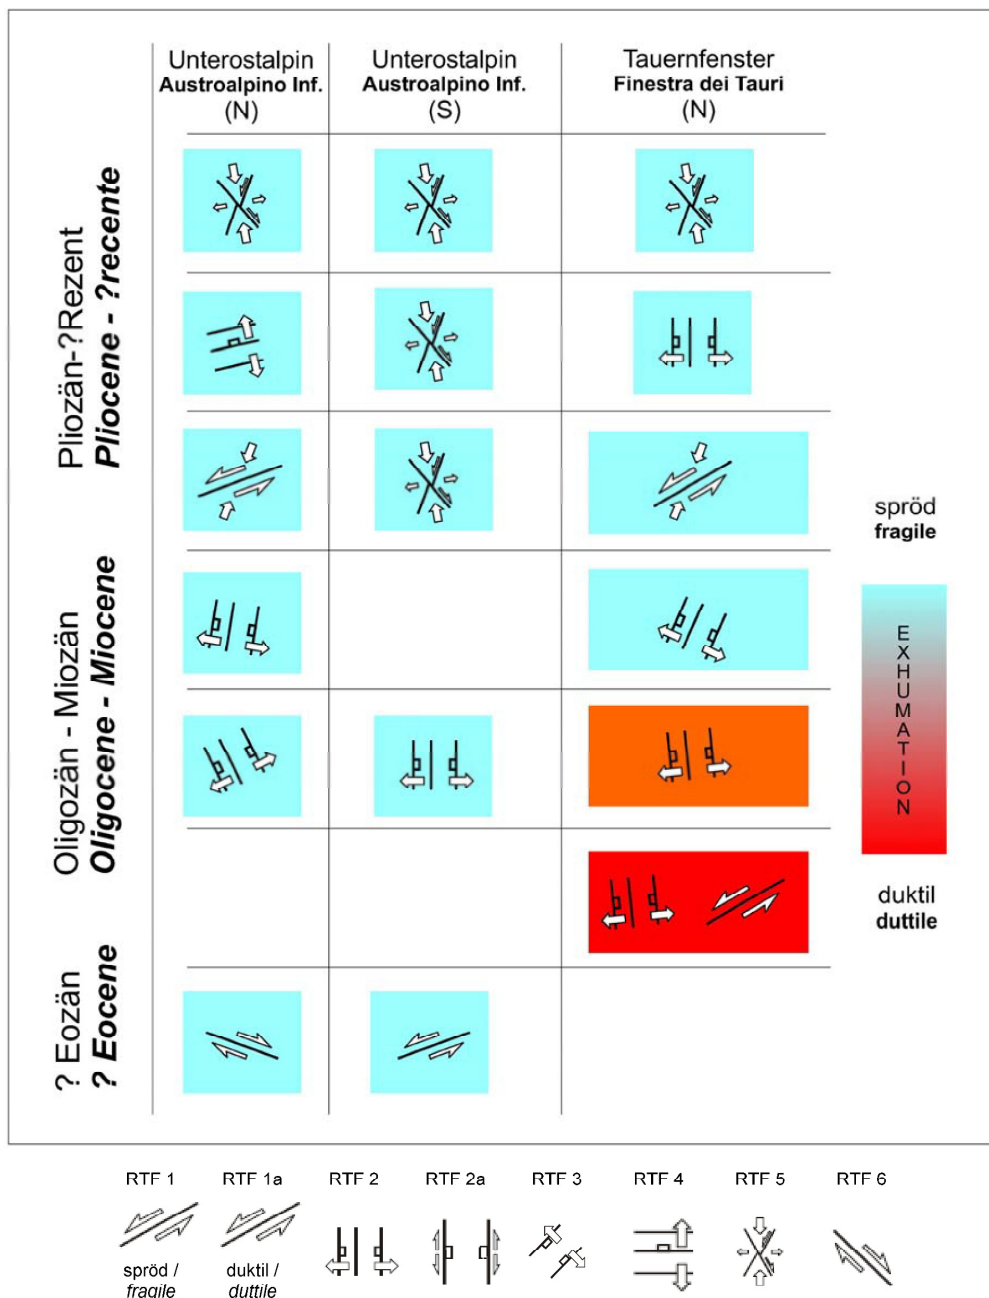 Unterostalpin
Austroalpino Inf.
(N)
Unterostalpin
Austroalpino Inf.
(S)
Tauernfenster
Finestra dei Tauri
(N)
Pliozän-?Rezent
Pliocene - ?recente
Oligozän - Miozän
Oligocene - Miocene
? Eozän
? Eocene
spröd
fragile
EXHUMATION
duktil
duttile
RTF 1
RTF 1a
RTF 2
RTF 2a
RTF 3
RTF 4
RTF 5
RTF 6
spröd /
fragile
duktil /
duttile